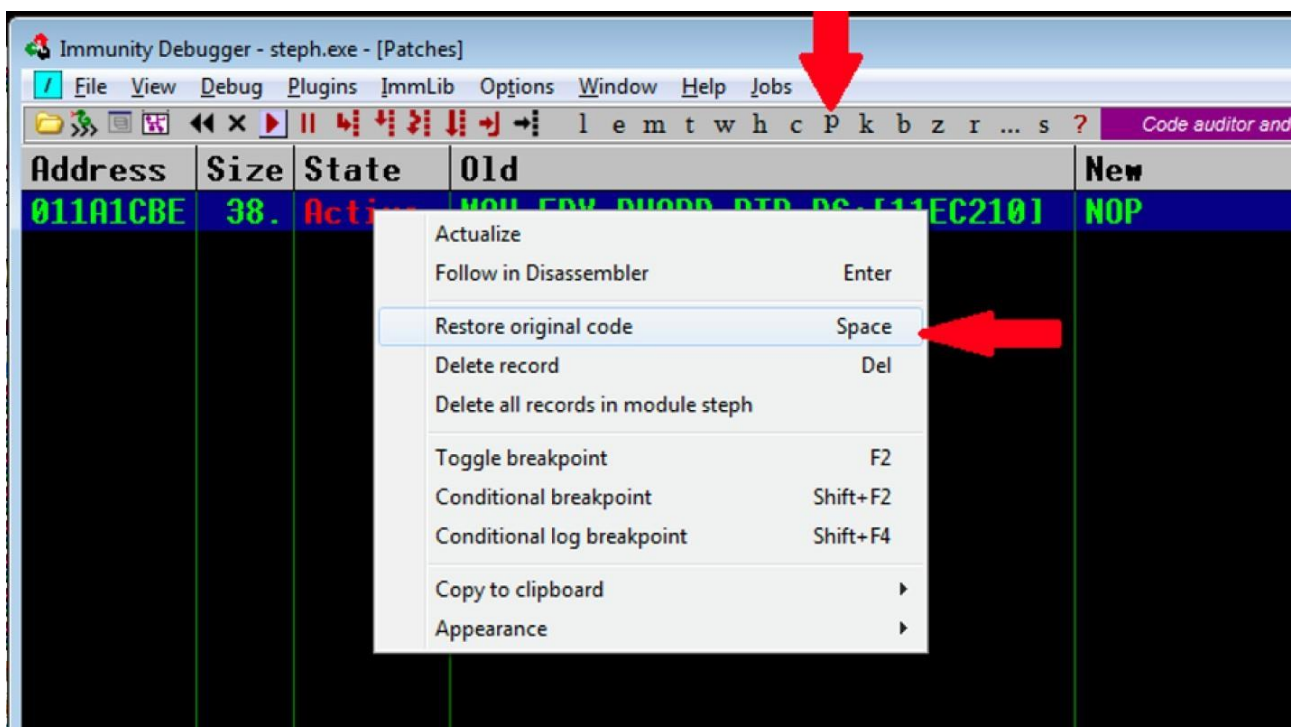 Immunity Debugger - steph.exe - [Patches]
File View Debug Plugins ImmLib Options Window Help Jobs
l e m t w h c P k b z r ... s ? Code auditor and
Address Size State Old New
011A1CBE 38. NOP
Actualize
Follow in Disassembler Enter
Restore original code Space
Delete record Del
Delete all records in module steph
Toggle breakpoint F2
Conditional breakpoint Shift+F2
Conditional log breakpoint Shift+F4
Copy to clipboard
Appearance